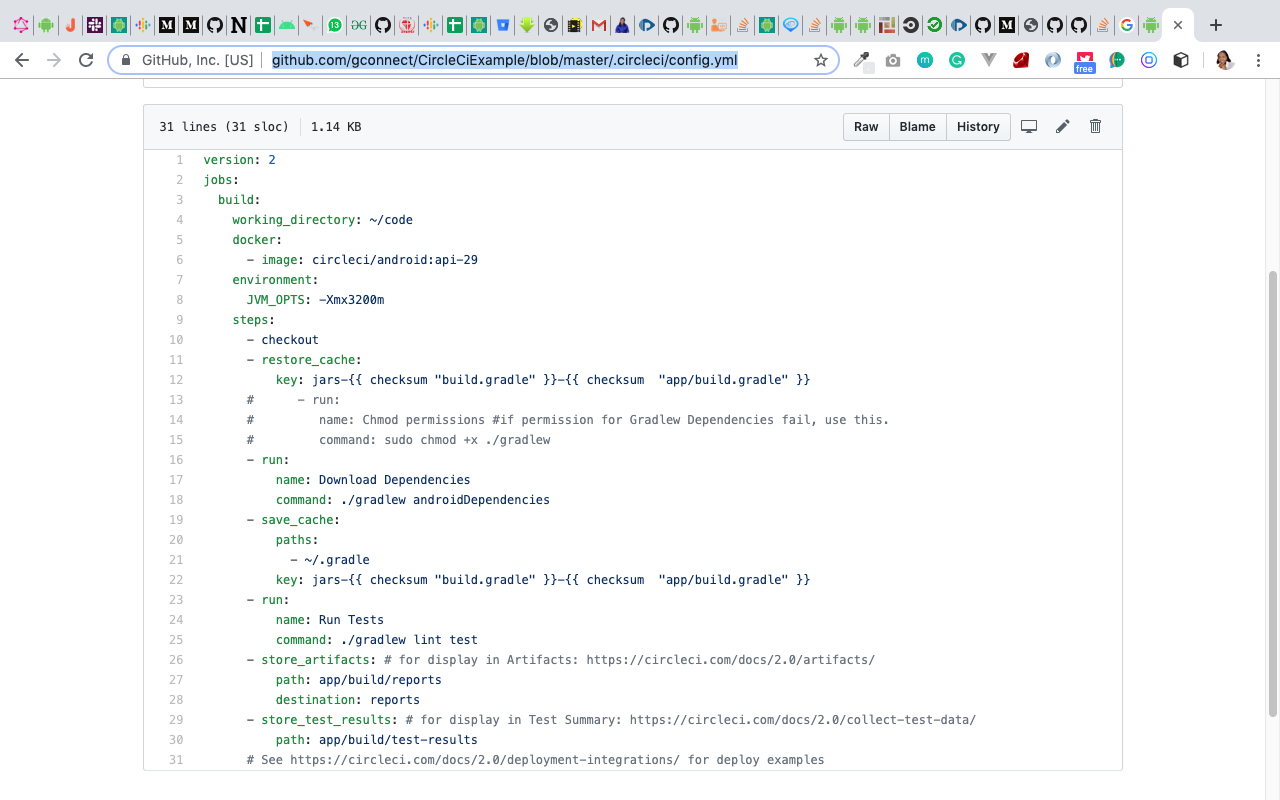 GitHub, Inc. [US] github.com/gconnect/CircleCiExample/blob/master/.circleci/config.yml
free
31 lines (31 sloc) 1.14 KB Raw Blame History
1 version: 2
2 jobs:
3   build:
4     working_directory: ~/code
5     docker:
6       - image: circleci/android:api-29
7     environment:
8       JVM_OPTS: -Xmx3200m
9     steps:
10       - checkout
11       - restore_cache:
12           key: jars-{{ checksum "build.gradle" }}-{{ checksum  "app/build.gradle" }}
13       #      - run:
14       #         name: Chmod permissions #if permission for Gradlew Dependencies fail, use this.
15       #         command: sudo chmod +x ./gradlew
16       - run:
17           name: Download Dependencies
18           command: ./gradlew androidDependencies
19       - save_cache:
20           paths:
21             - ~/.gradle
22           key: jars-{{ checksum "build.gradle" }}-{{ checksum  "app/build.gradle" }}
23       - run:
24           name: Run Tests
25           command: ./gradlew lint test
26       - store_artifacts: # for display in Artifacts: https://circleci.com/docs/2.0/artifacts/
27           path: app/build/reports
28           destination: reports
29       - store_test_results: # for display in Test Summary: https://circleci.com/docs/2.0/collect-test-data/
30           path: app/build/test-results
31       # See https://circleci.com/docs/2.0/deployment-integrations/ for deploy examples